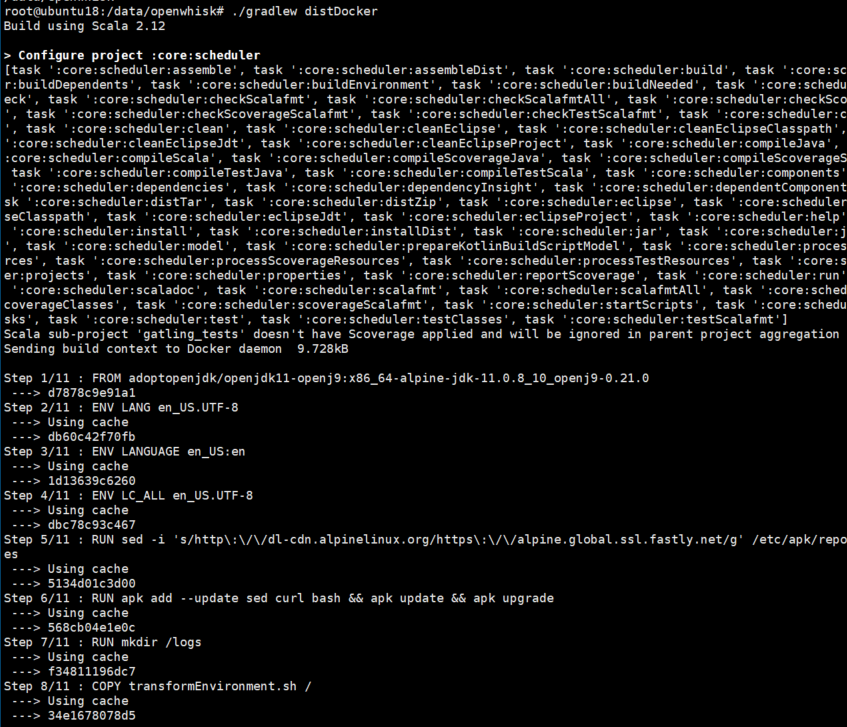 root@ubuntu18:/data/openwhisk# ./gradlew distDocker
Build using Scala 2.12
> Configure project :core:scheduler
[task ':core:scheduler:assemble', task ':core:scheduler:assembleDist', task ':core:scheduler:build', task ':core:sc
r:buildDependents', task ':core:scheduler:buildEnvironment', task ':core:scheduler:buildNeeded', task ':core:schedu
eck', task ':core:scheduler:checkScalafmt', task ':core:scheduler:checkScalafmtAll', task ':core:scheduler:checkSco
', task ':core:scheduler:checkScoverageScalafmt', task ':core:scheduler:checkTestScalafmt', task ':core:scheduler:c
', task ':core:scheduler:clean', task ':core:scheduler:cleanEclipse', task ':core:scheduler:cleanEclipseClasspath',
':core:scheduler:cleanEclipseJdt', task ':core:scheduler:cleanEclipseProject', task ':core:scheduler:compileJava',
:core:scheduler:compileScala', task ':core:scheduler:compileScoverageJava', task ':core:scheduler:compileScoverageS
task ':core:scheduler:compileTestJava', task ':core:scheduler:compileTestScala', task ':core:scheduler:components'
':core:scheduler:dependencies', task ':core:scheduler:dependencyInsight', task ':core:scheduler:dependentComponent
sk ':core:scheduler:distTar', task ':core:scheduler:distZip', task ':core:scheduler:eclipse', task ':core:scheduler
seClasspath', task ':core:scheduler:eclipseJdt', task ':core:scheduler:eclipseProject', task ':core:scheduler:help'
':core:scheduler:install', task ':core:scheduler:installDist', task ':core:scheduler:jar', task ':core:scheduler:j
', task ':core:scheduler:model', task ':core:scheduler:prepareKotlinBuildScriptModel', task ':core:scheduler:proces
rces', task ':core:scheduler:processScoverageResources', task ':core:scheduler:processTestResources', task ':core:s
er:projects', task ':core:scheduler:properties', task ':core:scheduler:reportScoverage', task ':core:scheduler:run'
':core:scheduler:scaladoc', task ':core:scheduler:scalafmt', task ':core:scheduler:scalafmtAll', task ':core:sched
coverageClasses', task ':core:scheduler:scoverageScalafmt', task ':core:scheduler:startScripts', task ':core:schedu
sks', task ':core:scheduler:test', task ':core:scheduler:testClasses', task ':core:scheduler:testScalafmt']
Scala sub-project 'gatling_tests' doesn't have Scoverage applied and will be ignored in parent project aggregation
Sending build context to Docker daemon  9.728kB
Step 1/11 : FROM adoptopenjdk/openjdk11-openj9:x86_64-alpine-jdk-11.0.8_10_openj9-0.21.0
---> d7878c9e91a1
Step 2/11 : ENV LANG en_US.UTF-8
---> Using cache
---> db60c42f70fb
Step 3/11 : ENV LANGUAGE en_US:en
---> Using cache
---> 1d13639c6260
Step 4/11 : ENV LC_ALL en_US.UTF-8
---> Using cache
---> dbc78c93c467
Step 5/11 : RUN sed -i 's/http\:\/\/dl-cdn.alpinelinux.org/https\:\/\/alpine.global.ssl.fastly.net/g' /etc/apk/repo
es
---> Using cache
---> 5134d01c3d00
Step 6/11 : RUN apk add --update sed curl bash && apk update && apk upgrade
---> Using cache
---> 568cb04e1e0c
Step 7/11 : RUN mkdir /logs
---> Using cache
---> f34811196dc7
Step 8/11 : COPY transformEnvironment.sh /
---> Using cache
---> 34e1678078d5